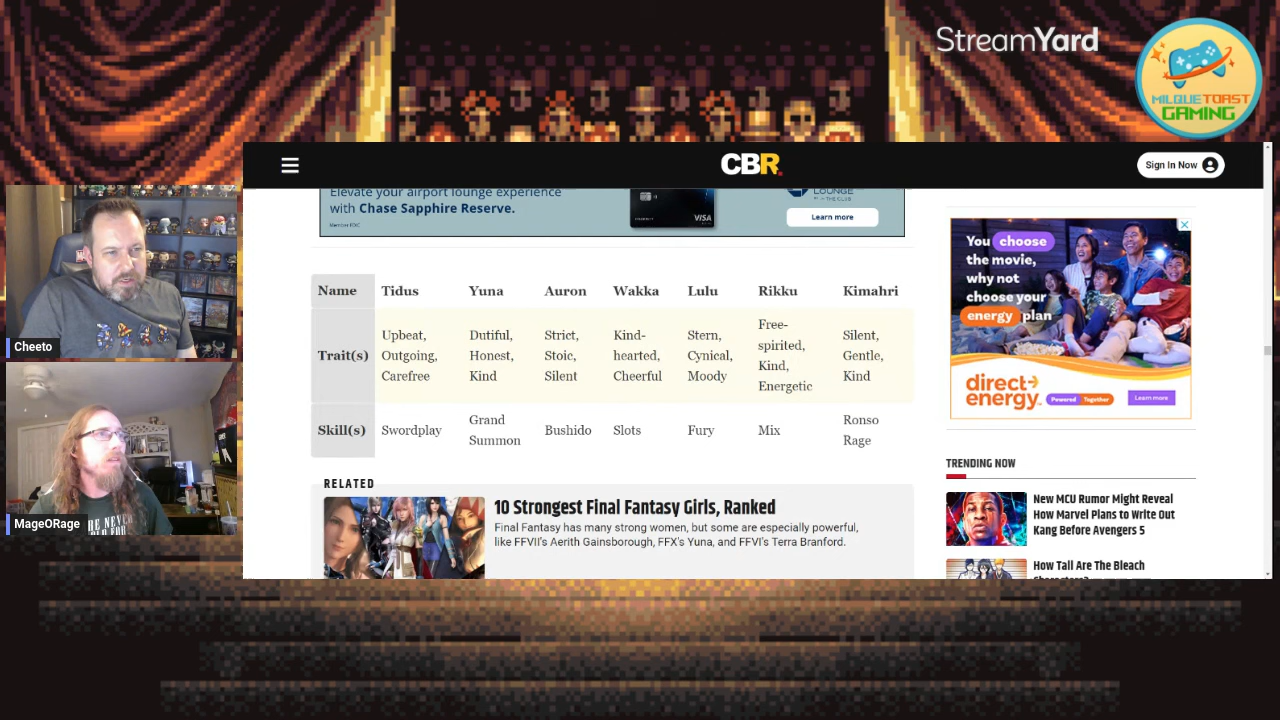 StreamYard
MILQUETOAST
GAMING
CBR
Sign In Now
Elevate your airport lounge experience
with Chase Sapphire Reserve.
VISA
LOUNGE
Learn more
Name Tidus Yuna Auron Wakka Lulu Rikku Kimahri
Trait(s)
Upbeat,
Outgoing,
Carefree
Dutiful,
Honest,
Kind
Strict,
Stoic,
Silent
Kind-
hearted,
Cheerful
Stern,
Cynical,
Moody
Free-
spirited,
Kind,
Energetic
Silent,
Gentle,
Kind
Skill(s)
Swordplay
Grand
Summon
Bushido
Slots
Fury
Mix
Ronso
Rage
RELATED
10 Strongest Final Fantasy Girls, Ranked
Final Fantasy has many strong women, but some are especially powerful,
like FFVII's Aerith Gainsborough, FFX's Yuna, and FFVI's Terra Branford.
You choose
the movie,
why not
choose your
energy plan
direct
energy
Powered Together
Learn more
TRENDING NOW
New MCU Rumor Might Reveal
How Marvel Plans to Write Out
Kang Before Avengers 5
How Tall Are The Bleach
Cheeto
MageORage